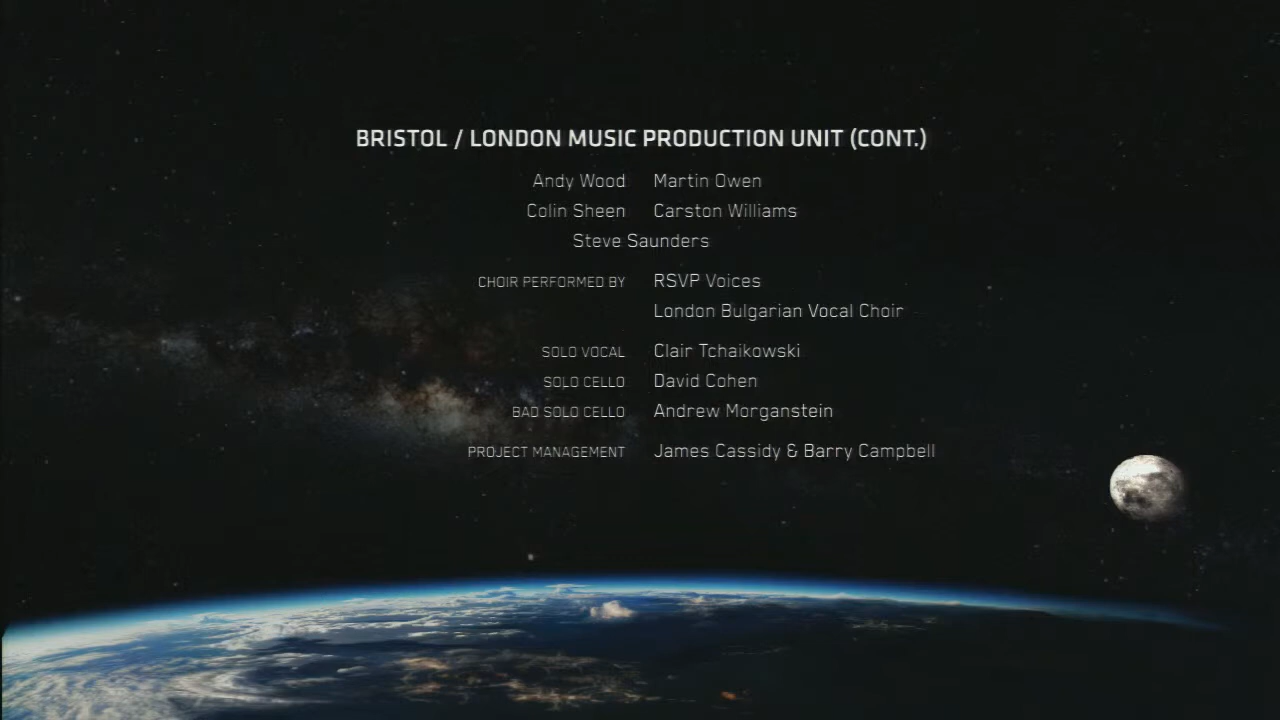 BRISTOL / LONDON MUSIC PRODUCTION UNIT (CONT.)
Andy Wood Martin Owen
Colin Sheen Carston Williams
Steve Saunders
CHOIR PERFORMED BY RSVP Voices
London Bulgarian Vocal Choir
SOLO VOCAL Clair Tchaikowski
SOLO CELLO David Cohen
BAD SOLO CELLO Andrew Morganstein
PROJECT MANAGEMENT James Cassidy & Barry Campbell